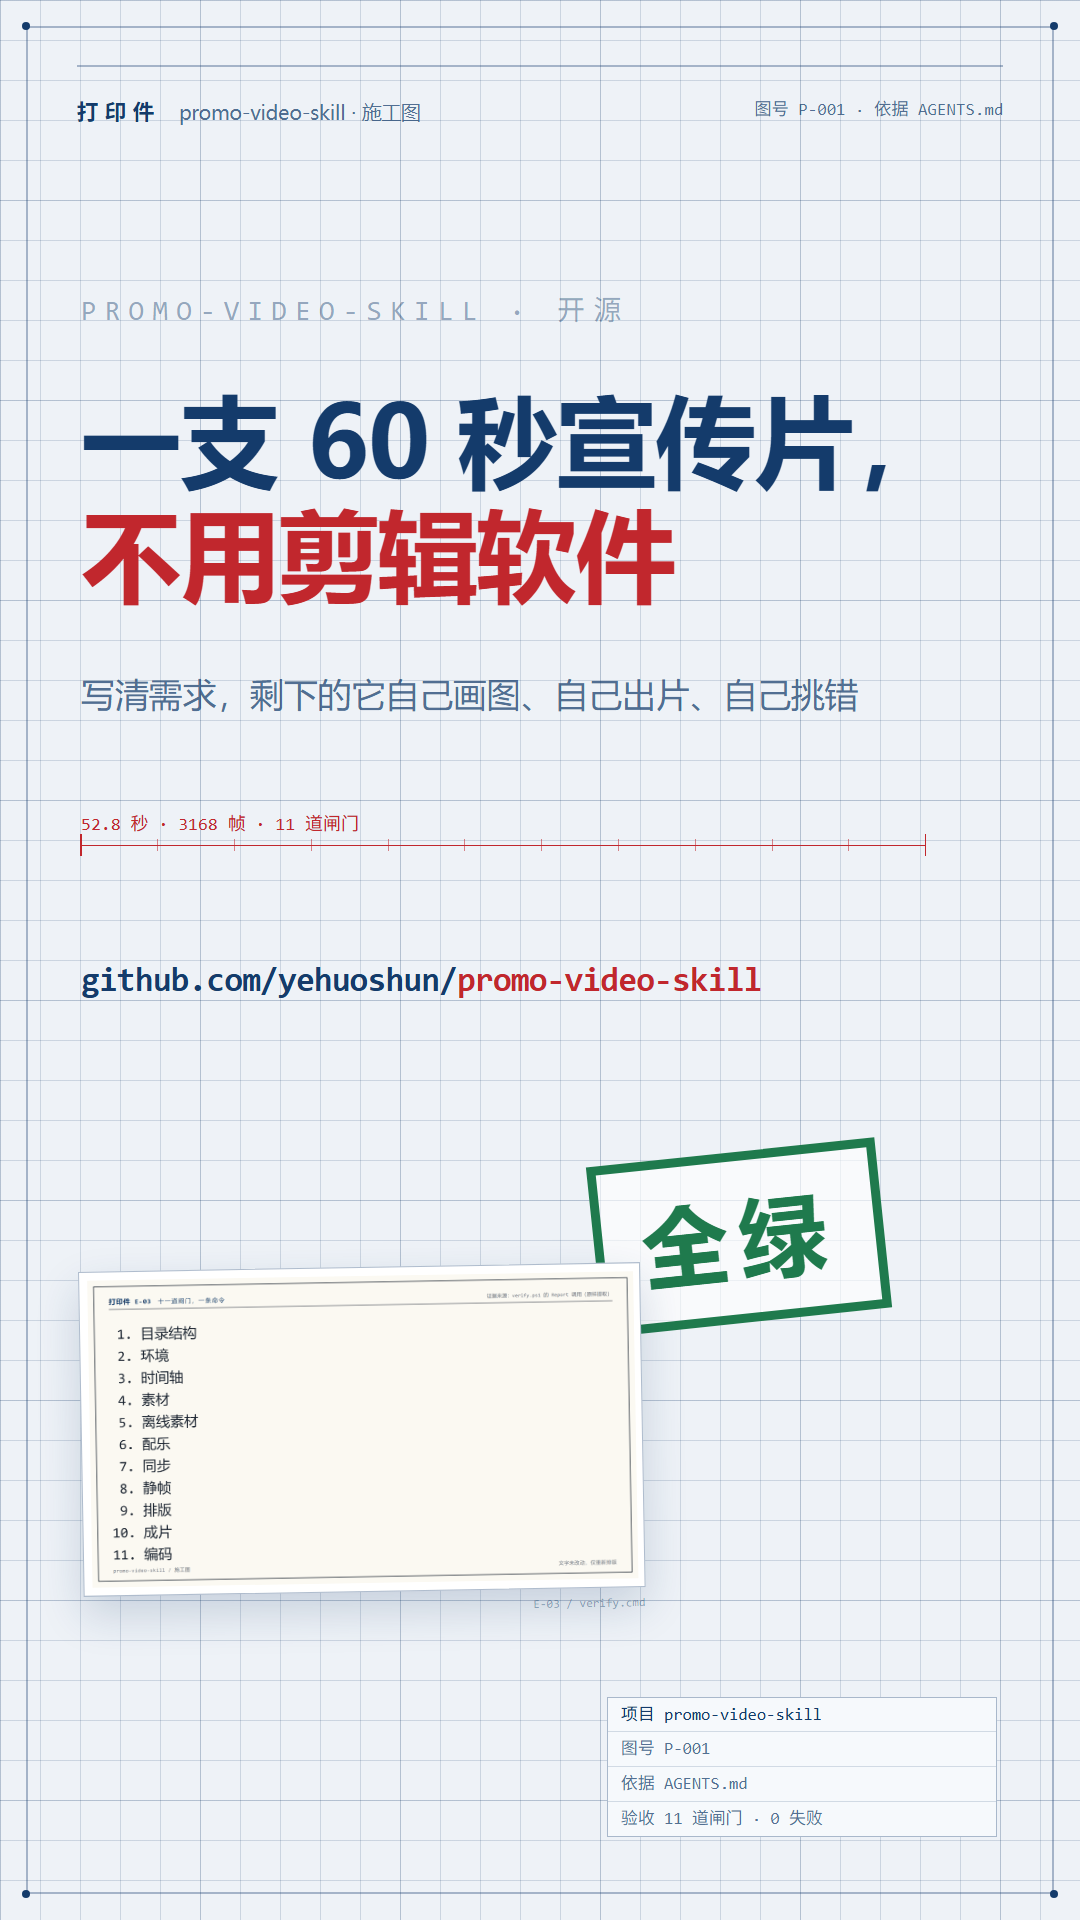 打印件 promo-video-skill · 施工图
图号 P-001 · 依据 AGENTS.md
PROMO-VIDEO-SKILL · 开源
一支 60 秒宣传片，
不用剪辑软件
写清需求，剩下的它自己画图、自己出片、自己挑错
52.8 秒 · 3168 帧 · 11 道闸门
github.com/yehuoshun/promo-video-skill
全绿
打印件 E-03 十一道闸门，一条命令
1. 目录结构
2. 环境
3. 时间轴
4. 素材
5. 离线素材
6. 配乐
7. 同步
8. 静帧
9. 排版
10. 成片
11. 编码
promo-video-skill / 施工图
E-03 / verify.cmd
项目 promo-video-skill
图号 P-001
依据 AGENTS.md
验收 11 道闸门 · 0 失败